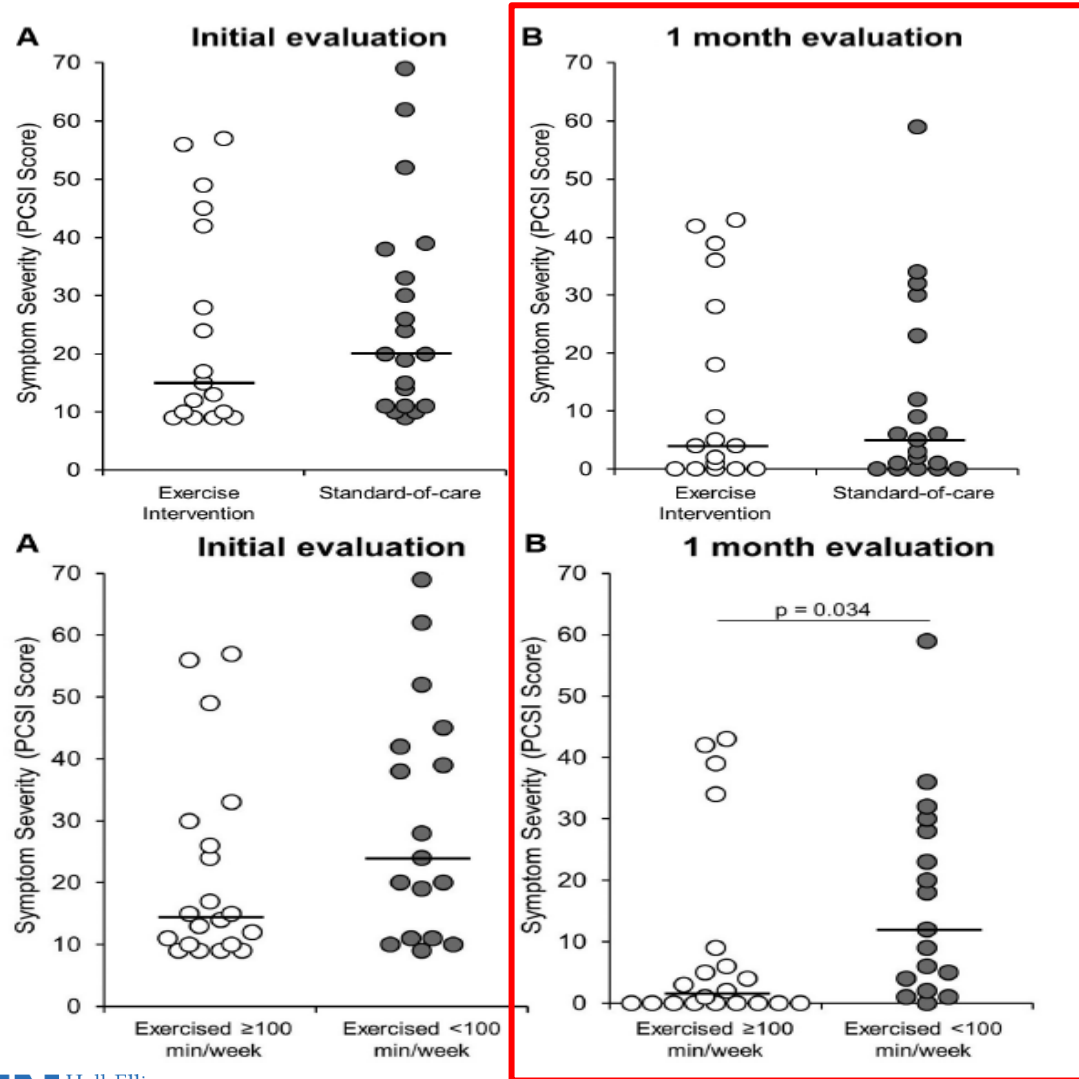 A Initial evaluation
70
60
50
40
30
20
10
0
Symptom Severity (PCSI Score)
Exercise
Intervention
Standard-of-care
B 1 month evaluation
70
60
50
40
30
20
10
0
Symptom Severity (PCSI Score)
Exercise
Intervention
Standard-of-care
A Initial evaluation
70
60
50
40
30
20
10
0
Symptom Severity (PCSI Score)
Exercised ≥100
min/week
Exercised <100
min/week
B 1 month evaluation
70
60
50
40
30
20
10
0
Symptom Severity (PCSI Score)
p = 0.034
Exercised ≥100
min/week
Exercised <100
min/week